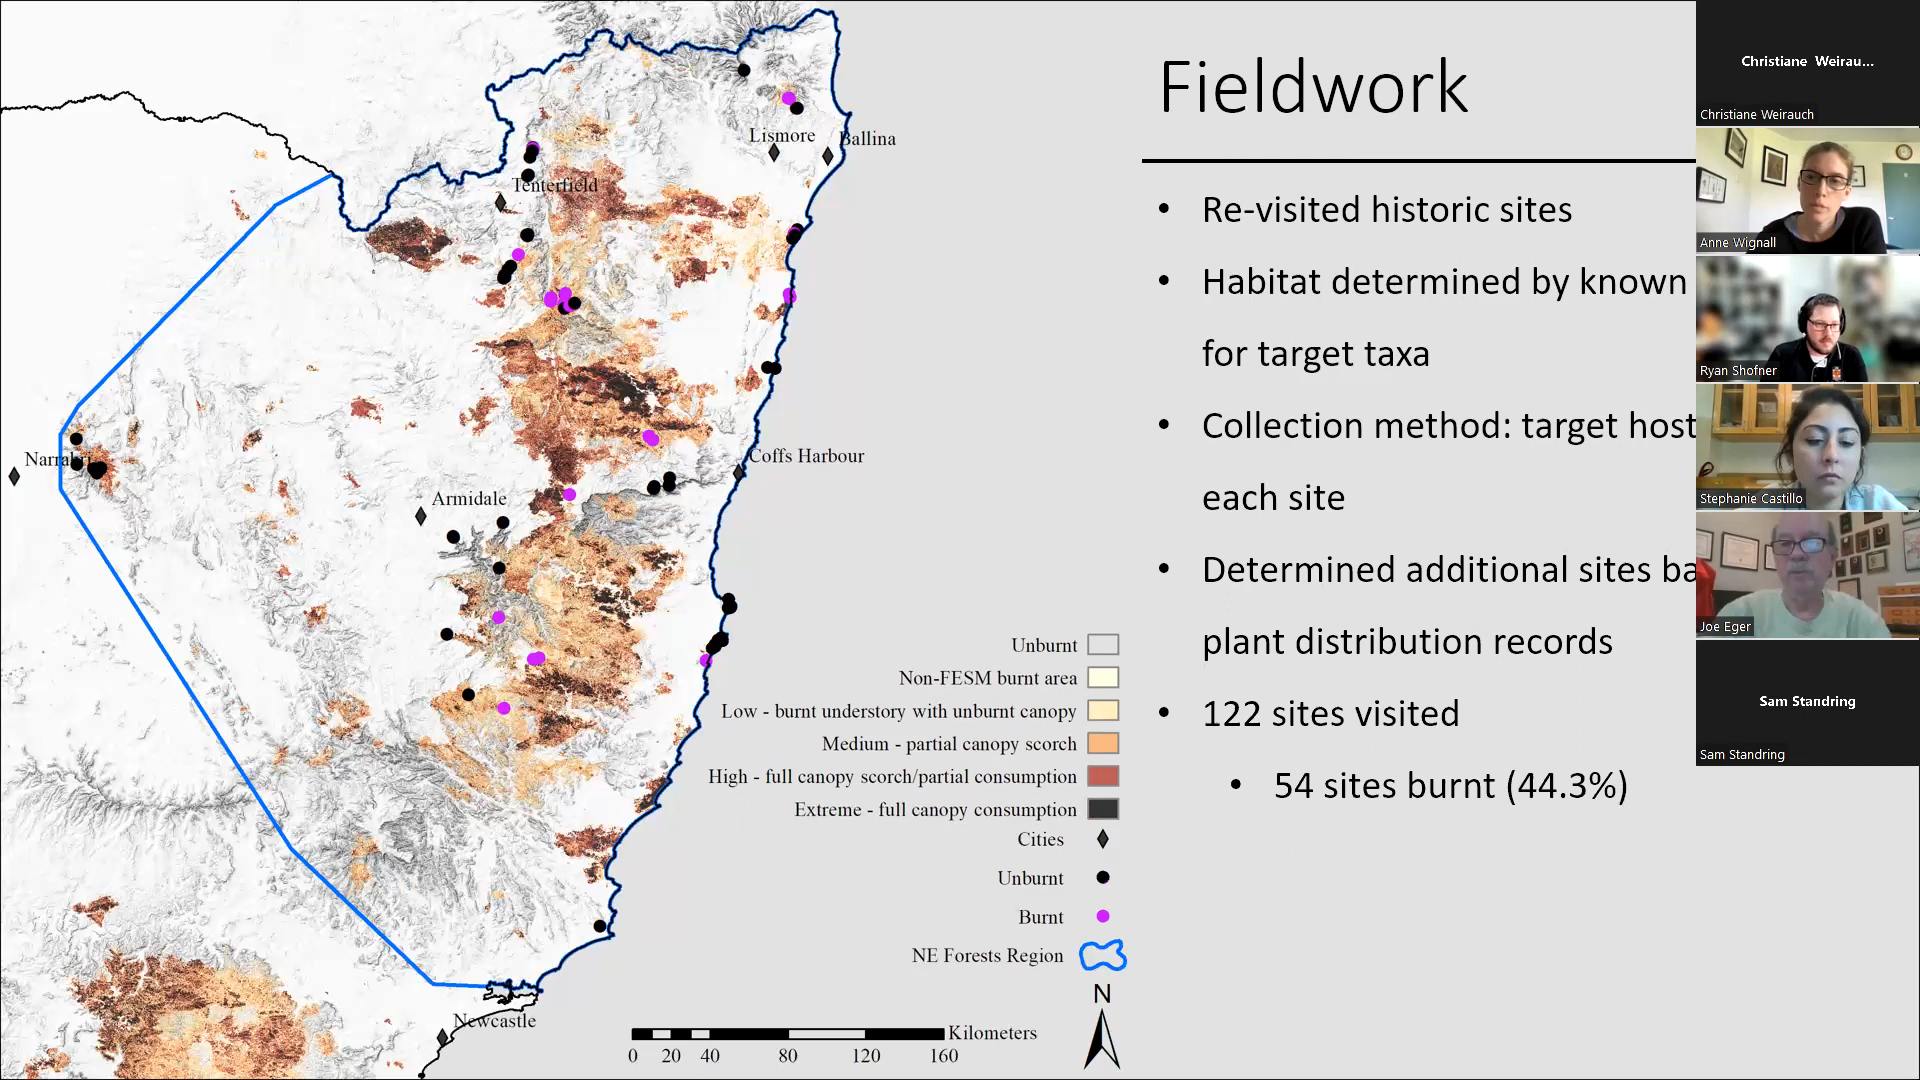 Fieldwork
• Re-visited historic sites
• Habitat determined by known
for target taxa
• Collection method: target host
each site
• Determined additional sites ba
plant distribution records
• 122 sites visited
• 54 sites burnt (44.3%)
Lismore
Ballina
Tenterfield
Narrabri
Coffs Harbour
Armidale
Newcastle
Unburnt
Non-FESM burnt area
Low - burnt understory with unburnt canopy
Medium - partial canopy scorch
High - full canopy scorch/partial consumption
Extreme - full canopy consumption
Cities
Unburnt
Burnt
NE Forests Region
N
Kilometers
0 20 40 80 120 160
Christiane Weirau...
Christiane Weirauch
Anne Wignall
Ryan Shofner
Stephanie Castillo
Joe Eger
Sam Standring
Sam Standring